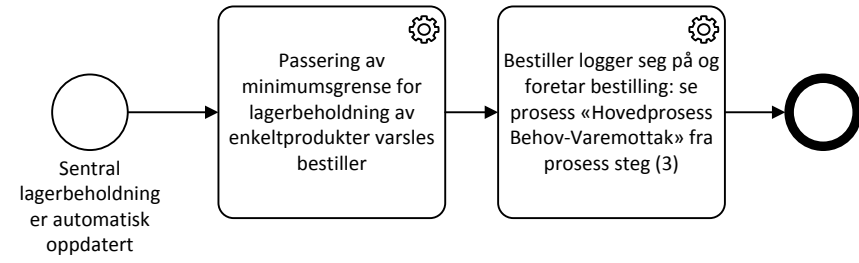 Sentral
lagerbeholdning
er automatisk
oppdatert
Passering av
minimumsgrense for
lagerbeholdning av
enkeltprodukter varsles
bestiller
Bestiller logger seg på og
foretar bestilling: se
prosess «Hovedprosess
Behov-Varemottak» fra
prosess steg (3)